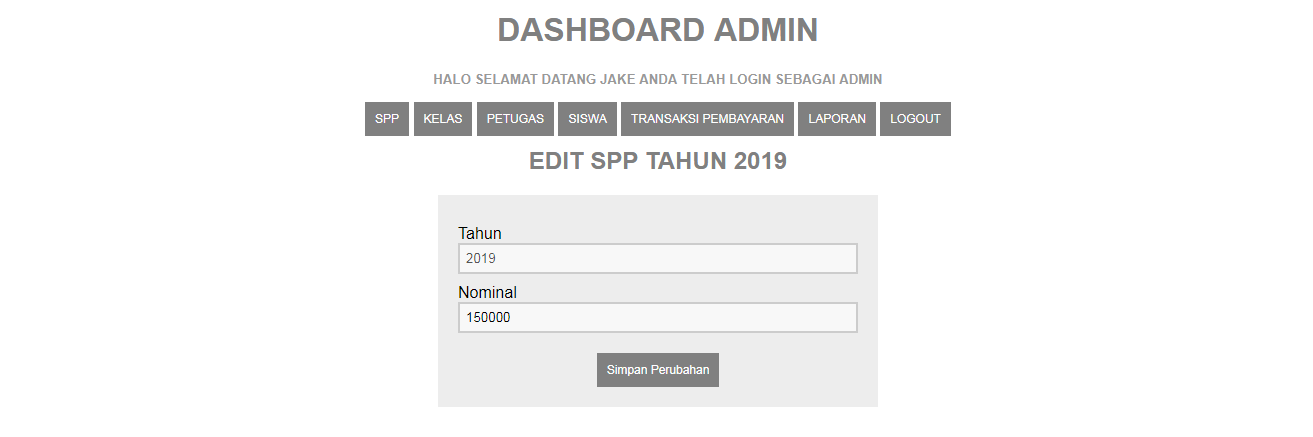 DASHBOARD ADMIN
HALO SELAMAT DATANG JAKE ANDA TELAH LOGIN SEBAGAI ADMIN
SPP KELAS PETUGAS SISWA TRANSAKSI PEMBAYARAN LAPORAN LOGOUT
EDIT SPP TAHUN 2019
Tahun
2019
Nominal
150000
Simpan Perubahan